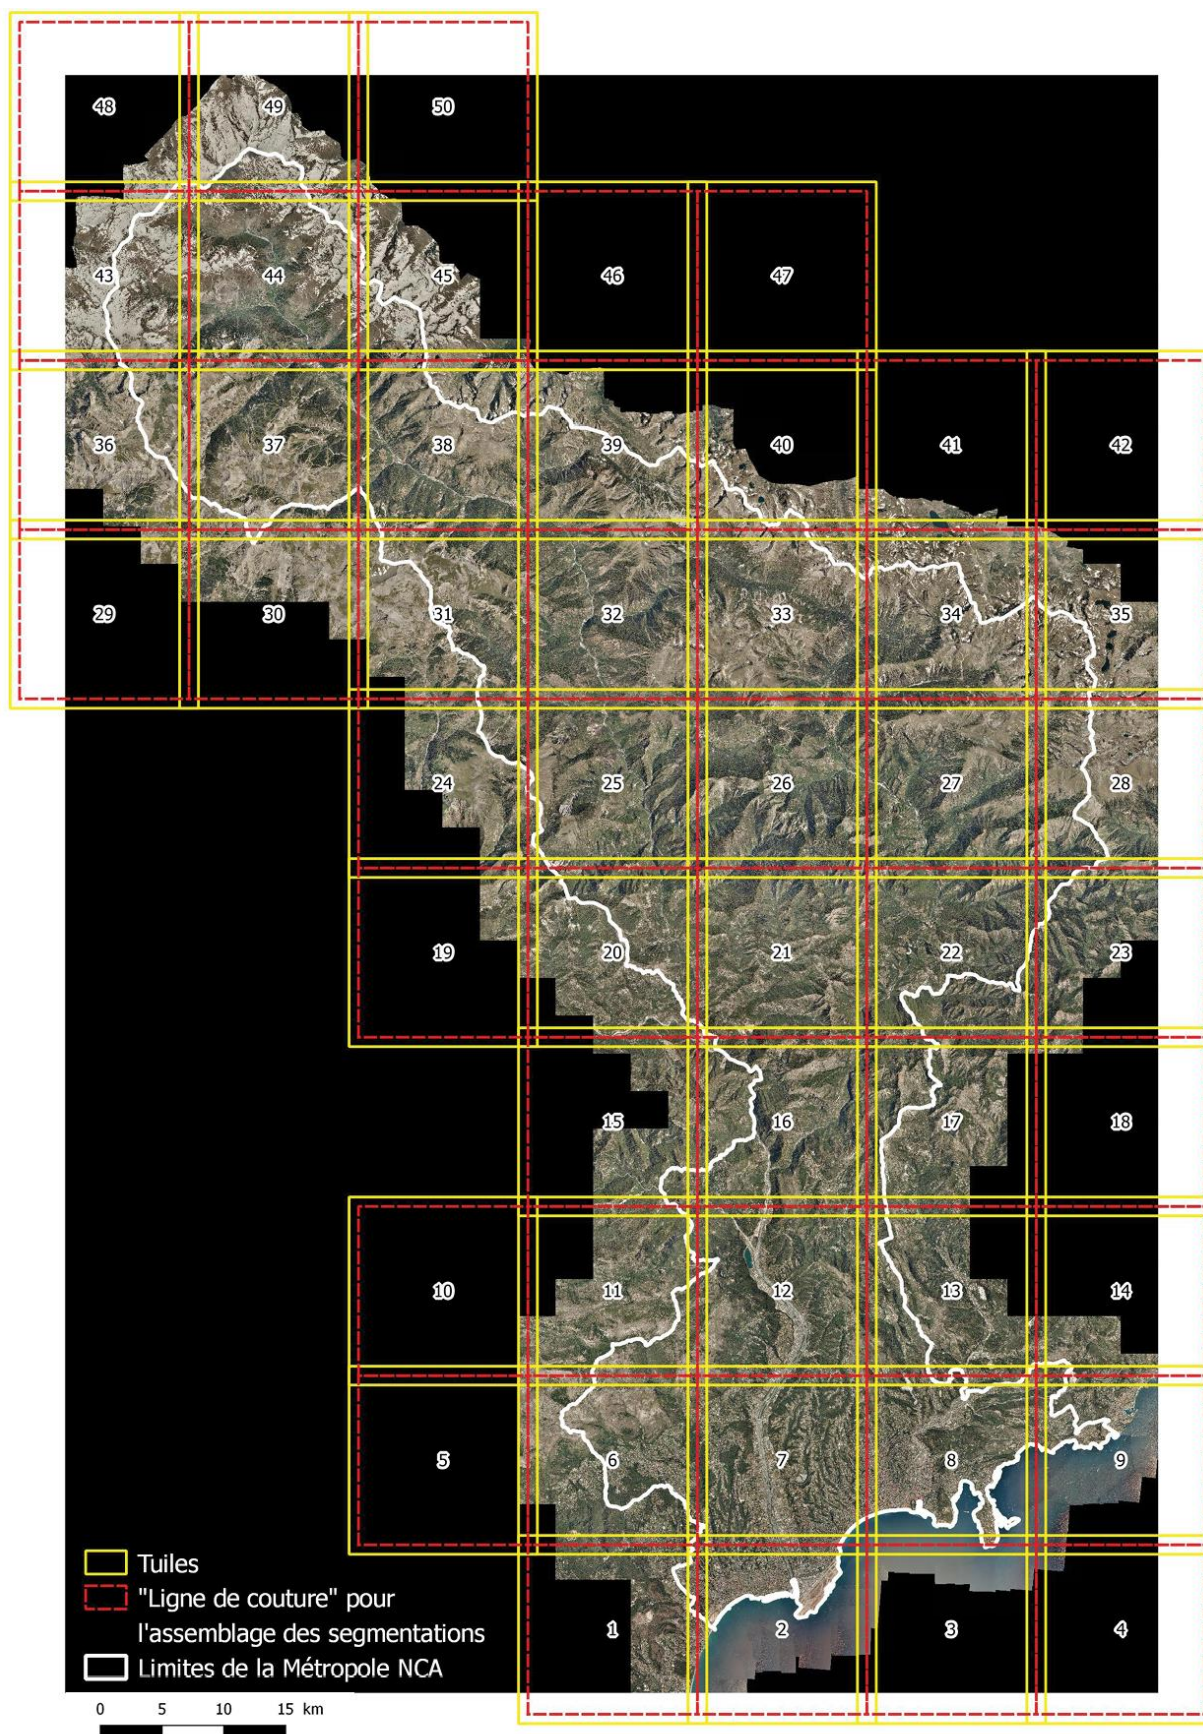 48 49 50
43 44 45 46 47
36 37 38 39 40 41 42
29 30 31 32 33 34 35
24 25 26 27 28
19 20 21 22 23
15 16 17 18
10 11 12 13 14
5 6 7 8 9
1 2 3 4
Tuiles
"Ligne de couture" pour
l'assemblage des segmentations
Limites de la Métropole NCA
0 5 10 15 km